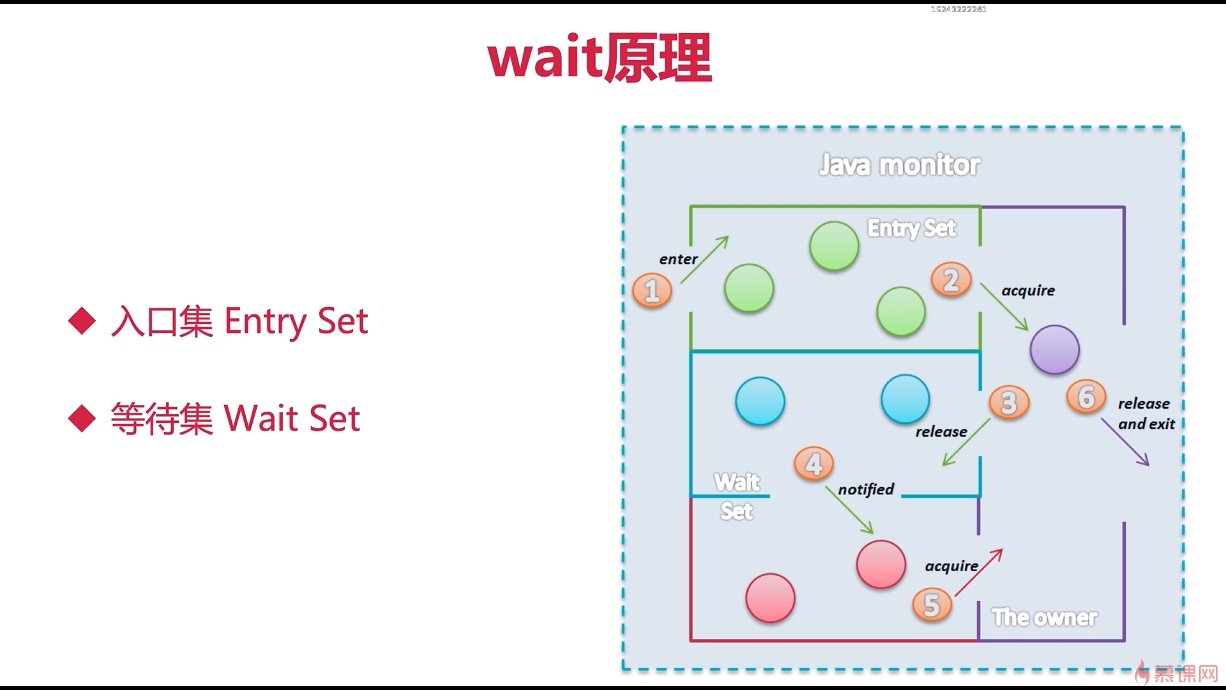 15243222261
wait原理
◆ 入口集 Entry Set
◆ 等待集 Wait Set
Java monitor
Entry Set
enter
1
2
acquire
3
6
release
and exit
release
4
notified
Wait
Set
acquire
5
The owner
慕课网